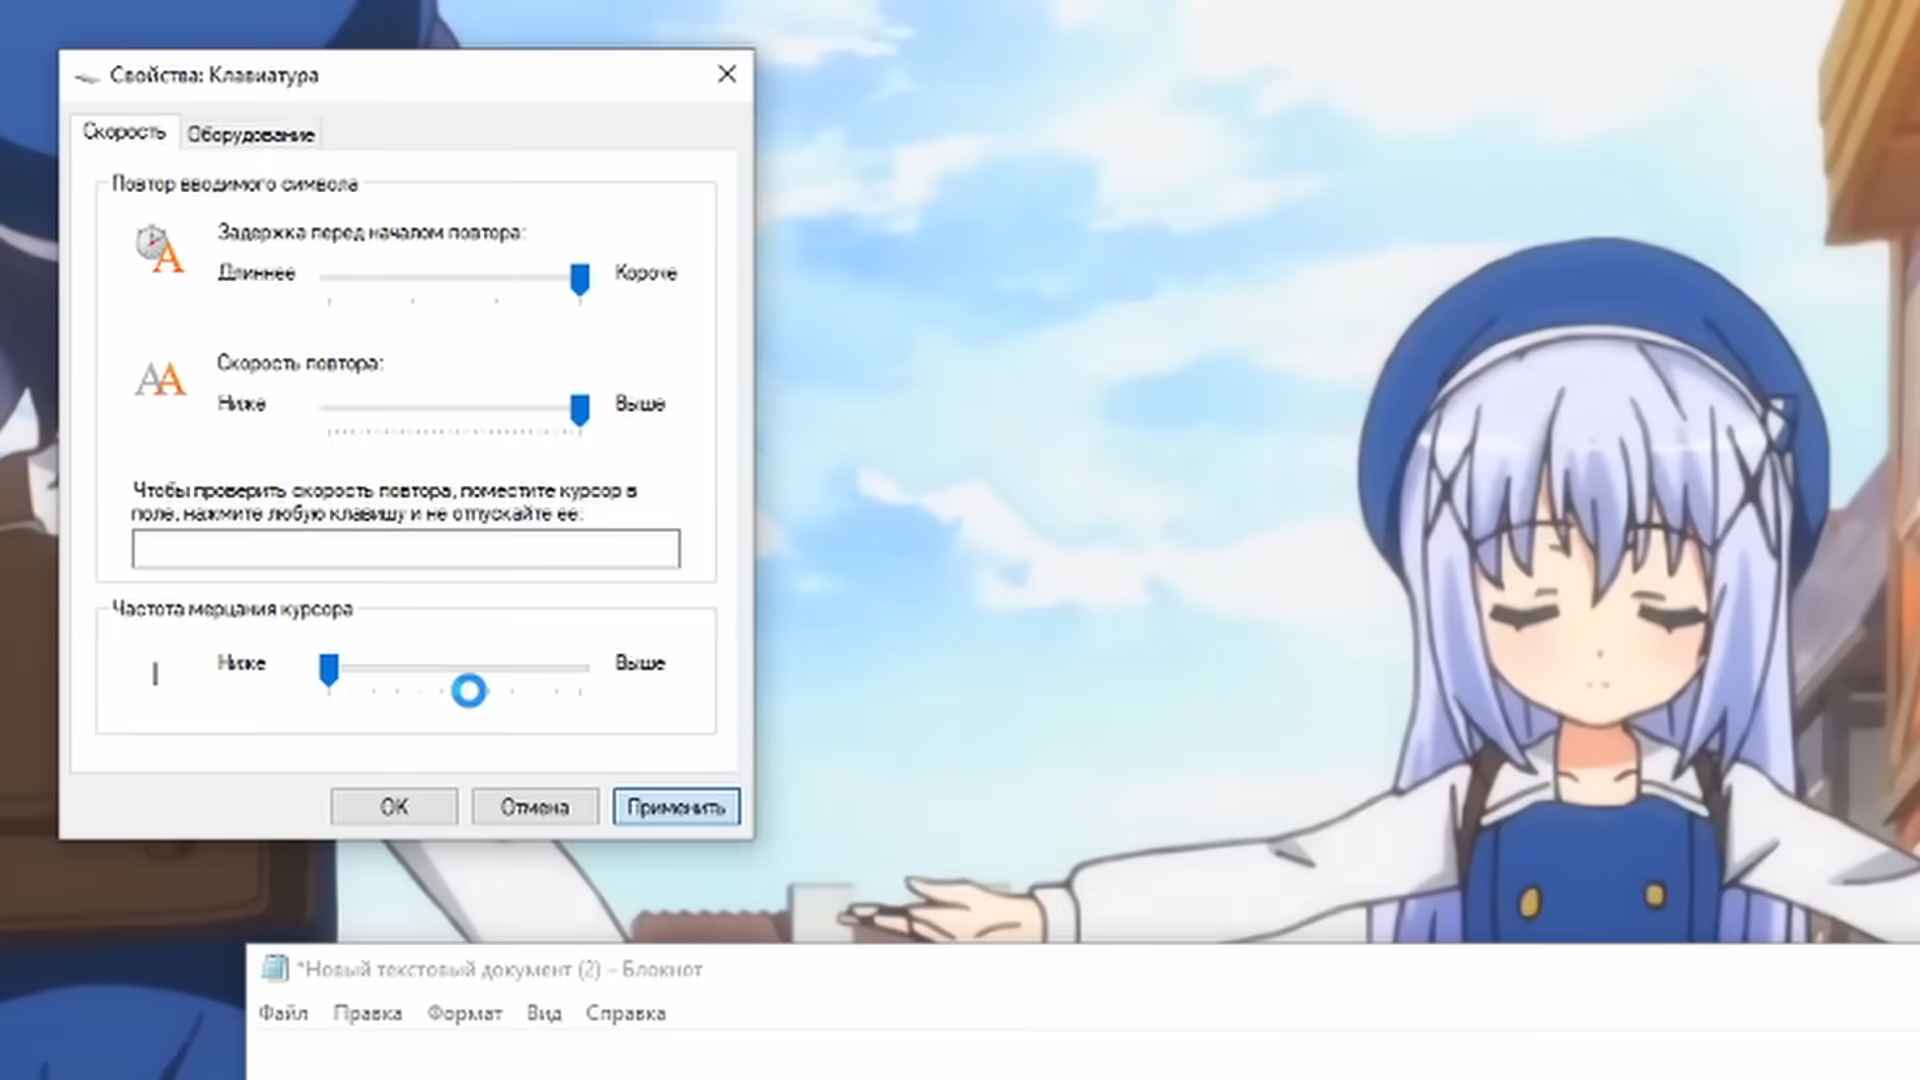 Свойства: Клавиатура
Скорость Оборудование
Повтор вводимого символа
Задержка перед началом повтора:
Длиннее Короче
Скорость повтора:
Ниже Выше
Чтобы проверить скорость повтора, поместите курсор в
поле, нажмите любую клавишу и не отпускайте ее:
Частота мерцания курсора
Ниже Выше
ОК Отмена Применить
*Новый текстовый документ (2) – Блокнот
Файл Правка Формат Вид Справка